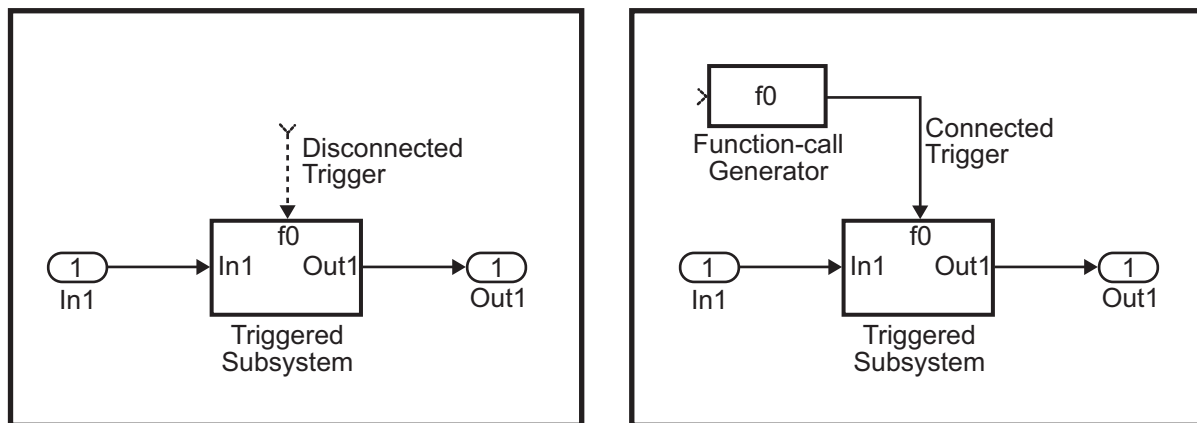 Disconnected
Trigger
f0
1
In1
In1
Out1
1
Out1
Triggered
Subsystem
f0
Function-call
Generator
Connected
Trigger
f0
1
In1
In1
Out1
1
Out1
Triggered
Subsystem